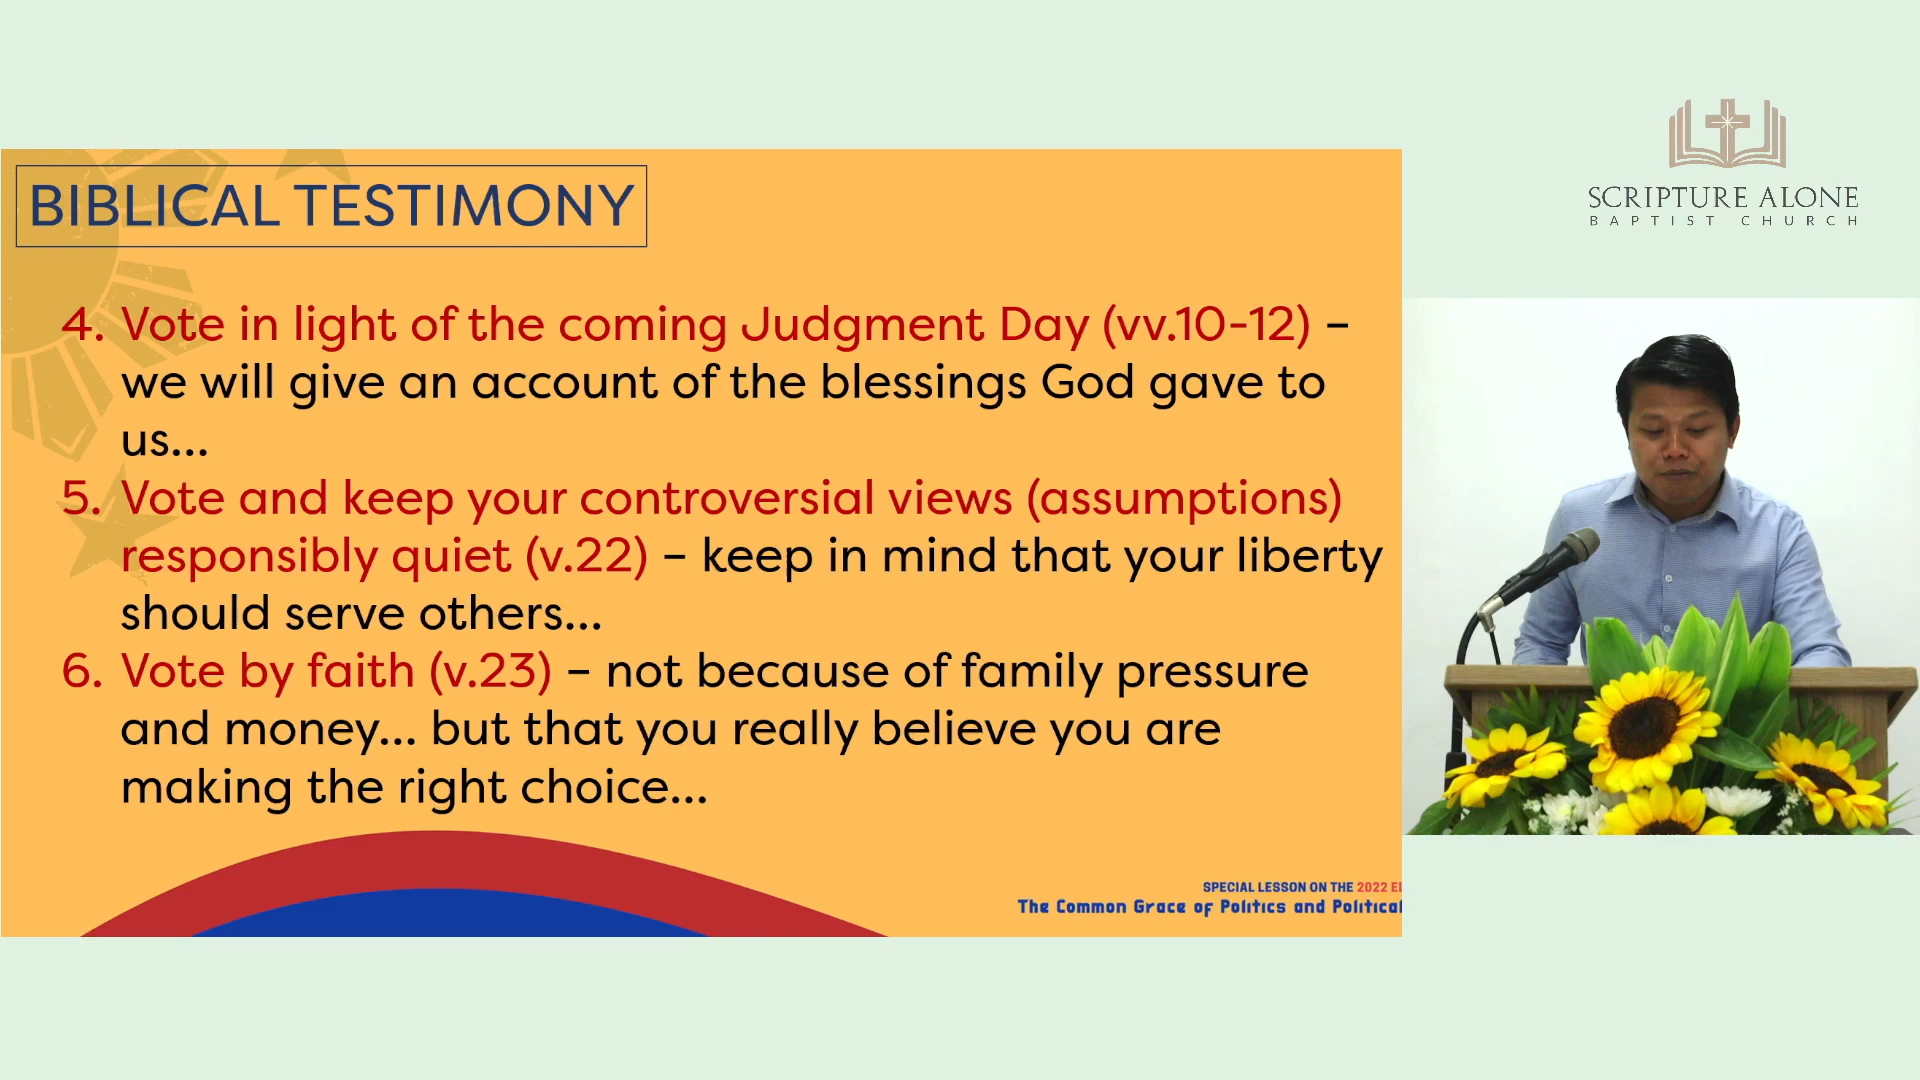 BIBLICAL TESTIMONY
4. Vote in light of the coming Judgment Day (vv.10-12) –
we will give an account of the blessings God gave to
us...
5. Vote and keep your controversial views (assumptions)
responsibly quiet (v.22) – keep in mind that your liberty
should serve others...
6. Vote by faith (v.23) – not because of family pressure
and money... but that you really believe you are
making the right choice...
SPECIAL LESSON ON THE 2022 EL
The Common Grace of Politics and Political
SCRIPTURE ALONE
BAPTIST CHURCH